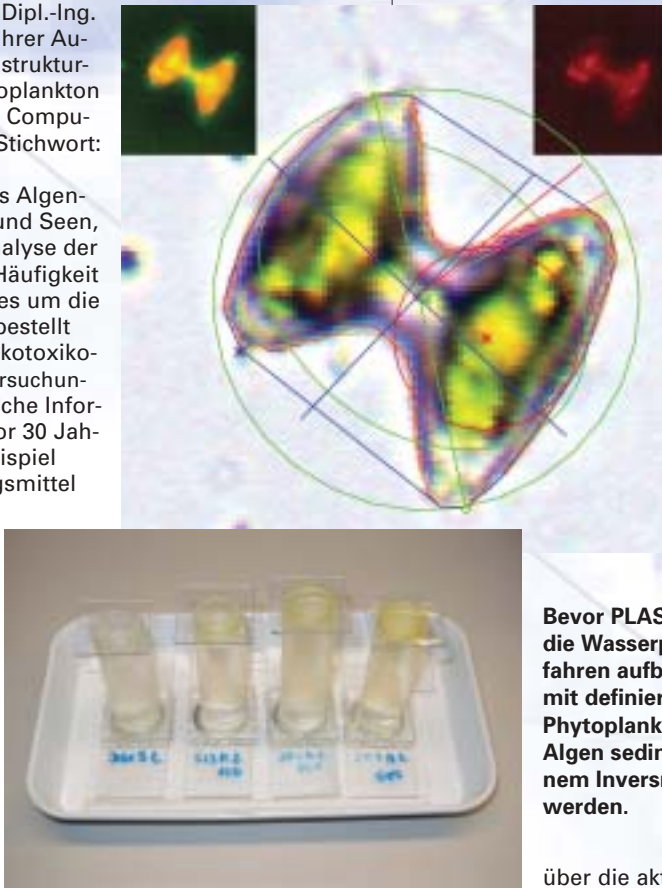 Dipl.-Ing.
hrer Au-
struktur-
oplankton
Compu-
Stichwort:
s Algen-
und Seen,
alyse der
Häufigkeit
es um die
bestellt
kotoxiko-
rsuchun-
che Infor-
or 30 Jah-
ispiel
gsmittel
Bevor PLAS
die Wasserp
fahren aufb
mit definier
Phytoplank
Algen sedin
nem Inversn
werden.
über die akt